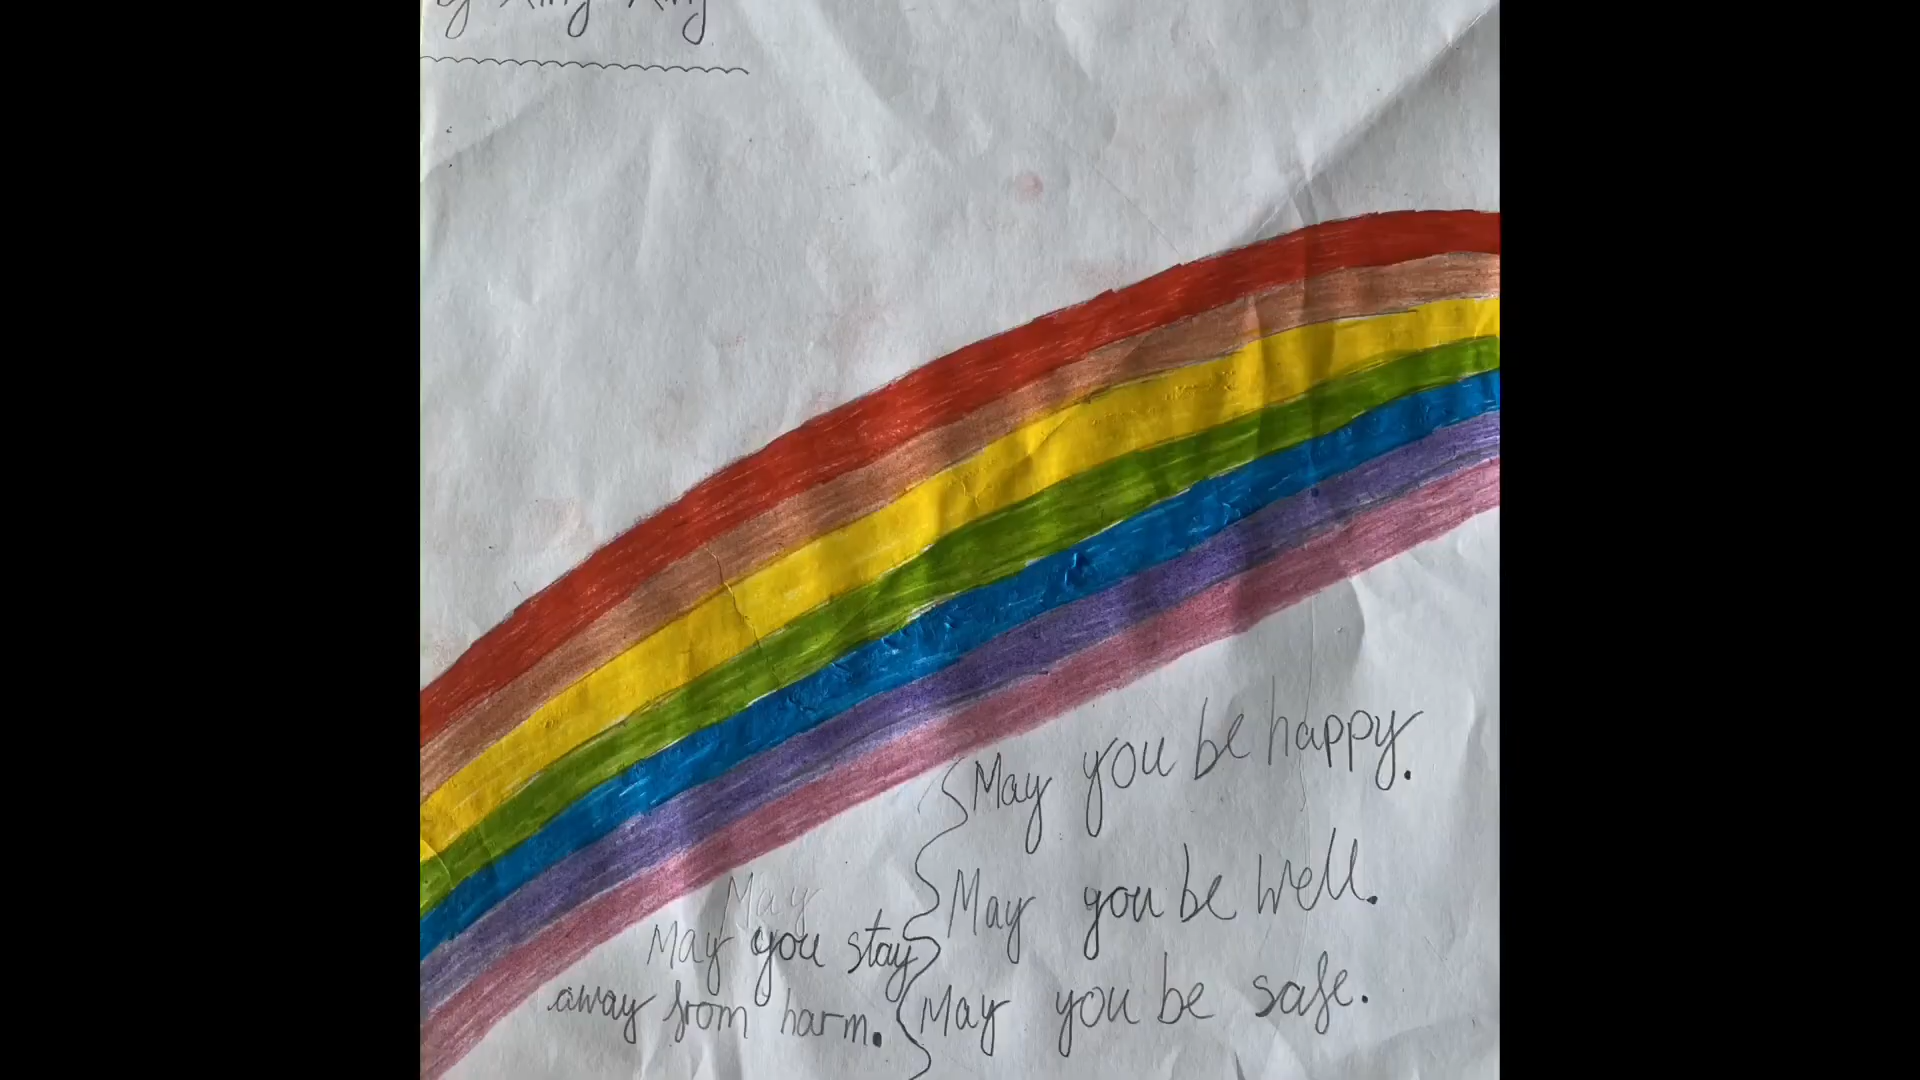 May you be happy.
May you be well.
May you be safe.
May
May you stay
away from harm.